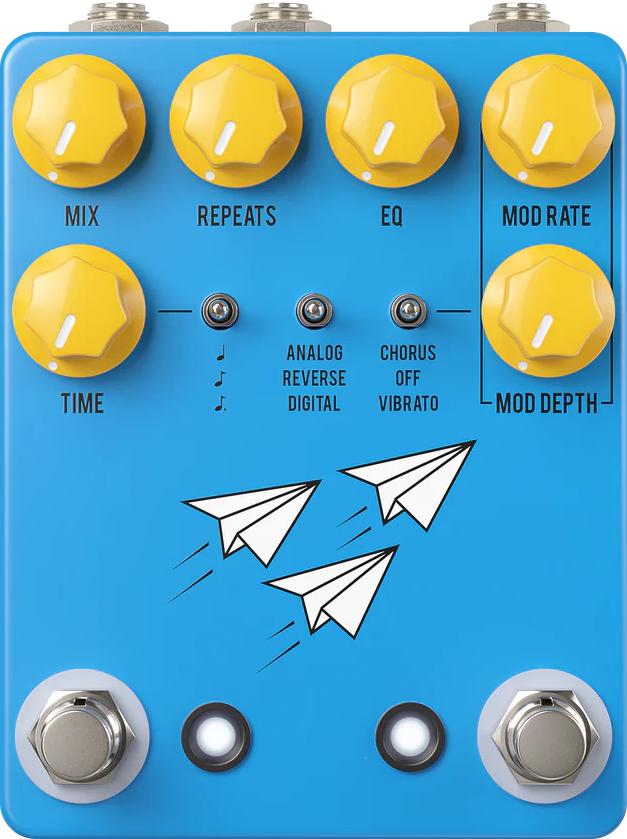 MIX REPEATS EQ MOD RATE
♩ ANALOG CHORUS
♪ REVERSE OFF
♩. DIGITAL VIBRATO
TIME MOD DEPTH